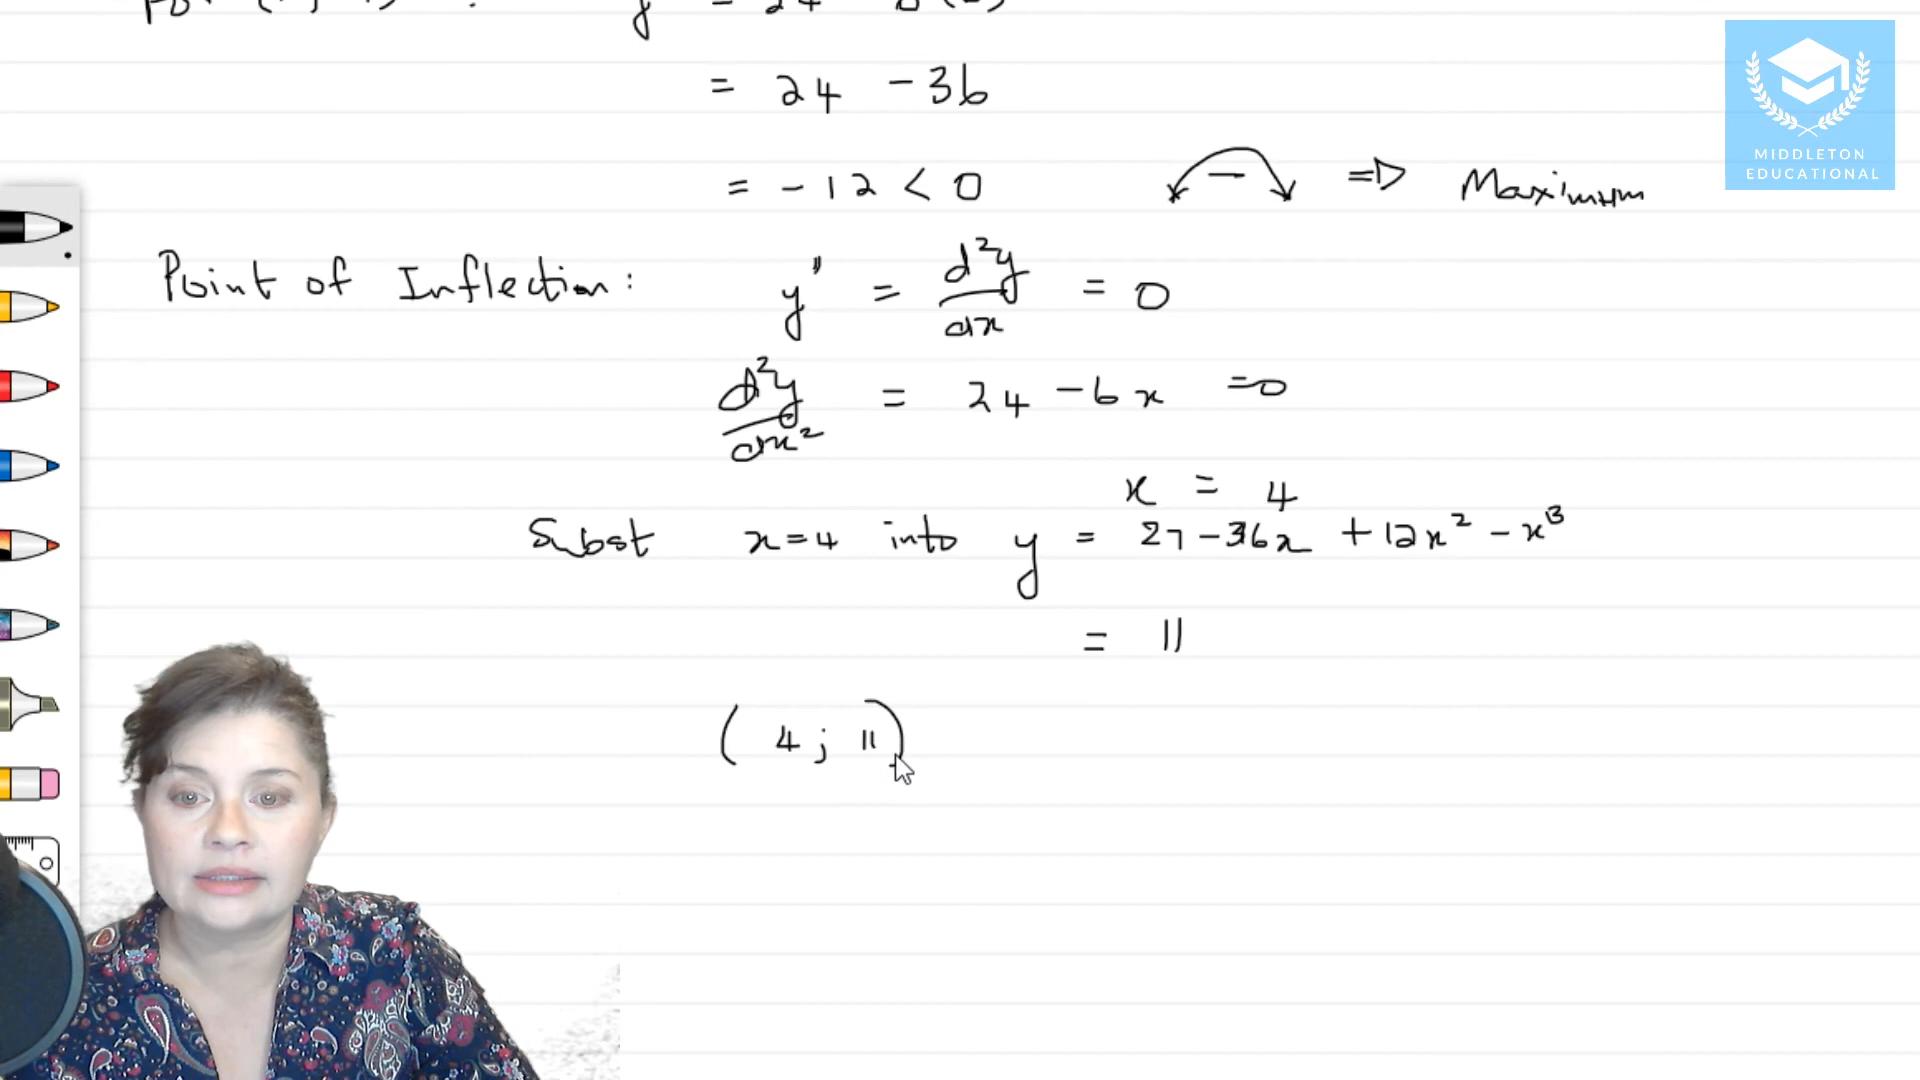 = 24 - 36
= - 12 < 0 ⇒ Maximum
Point of Inflection: y'' = d²y/dx = 0
d²y/dx² = 24 - 6x = 0
x = 4
Subst x = 4 into y = 27 - 36x + 12x² - x³
= 11
(4 ; 11)
MIDDLETON
EDUCATIONAL